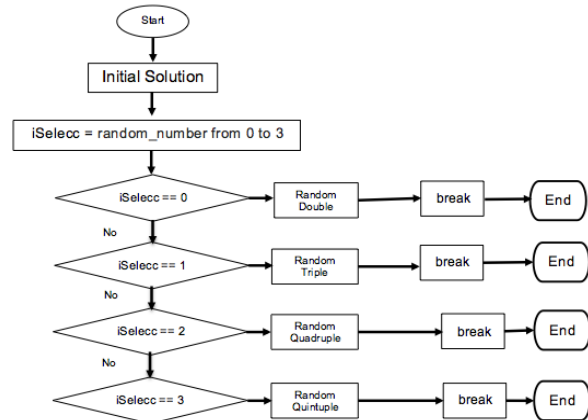 Start
Initial Solution
iSelecc = random_number from 0 to 3
iSelecc == 0
Random
Double
break
End
No
iSelecc == 1
Random
Triple
break
End
No
iSelecc == 2
Random
Quadruple
break
End
No
iSelecc == 3
Random
Quintuple
break
End